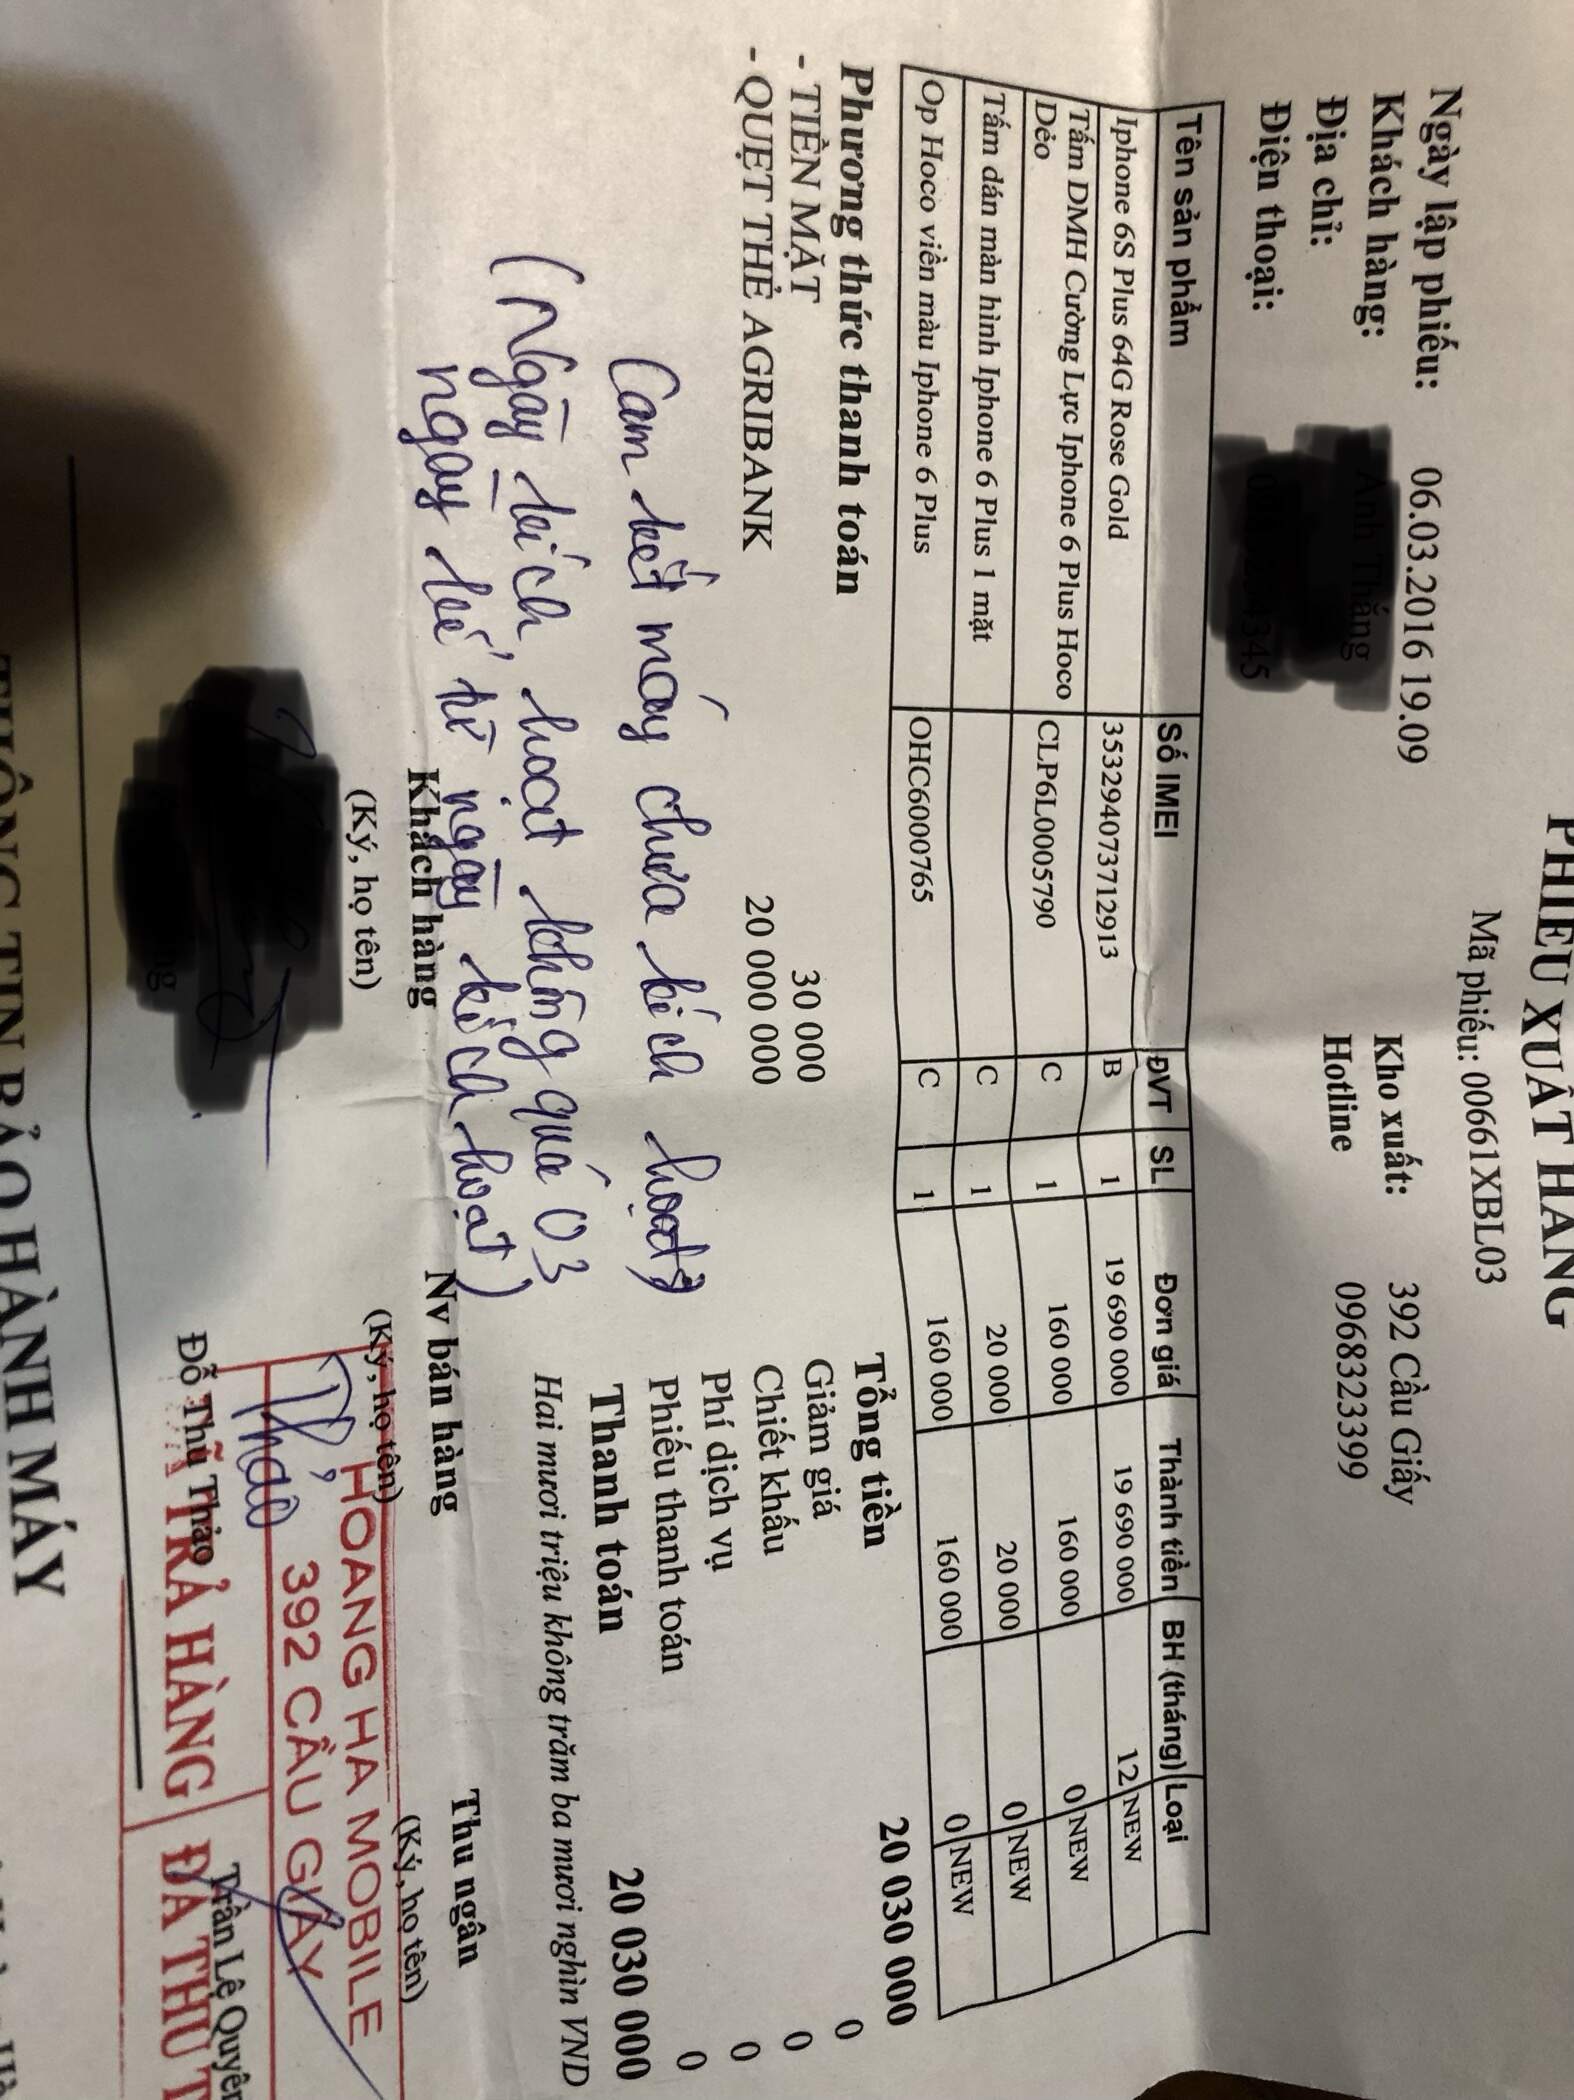 PHIẾU XUẤT HÀNG
Mã phiếu: 00661XBL03
Ngày lập phiếu: 06.03.2016 19.09
Khách hàng: Kho xuất: 392 Cầu Giấy
Địa chỉ: Hotline 0968323399
Điện thoại:
Tên sản phẩm Số IMEI ĐVT SL Đơn giá Thành tiền BH (tháng) Loại
Iphone 6S Plus 64G Rose Gold 353294073712913 B 1 19 690 000 19 690 000 12 NEW
Tấm DMH Cường Lực Iphone 6 Plus Hoco CLP6L0005790 C 1 160 000 160 000 0 NEW
Dẻo
Tấm dán màn hình Iphone 6 Plus 1 mặt C 1 20 000 20 000 0 NEW
Op Hoco viền màu Iphone 6 Plus OHC6000765 C 1 160 000 160 000 0 NEW
Phương thức thanh toán Tổng tiền 20 030 000
- TIỀN MẶT 30 000 Giảm giá 0
- QUẸT THẺ AGRIBANK 20 000 000 Chiết khấu 0
Phí dịch vụ 0
Phiếu thanh toán 0
Thanh toán 20 030 000
Hai mươi triệu không trăm ba mươi nghìn VND
Cam kết máy chưa kích hoạt
(Ngày kích hoạt không quá 03
ngày kể từ ngày kích hoạt)
Khách hàng Nv bán hàng Thu ngân
(Ký, họ tên) (Ký, họ tên) (Ký, họ tên)
HOANG HA MOBILE
392 CẦU GIẤY
Thảo
Đỗ Thũ Thảo Trần Lệ Quyên
TRẢ HÀNG ĐÃ THU T
THÔNG TIN BẢO HÀNH MÁY